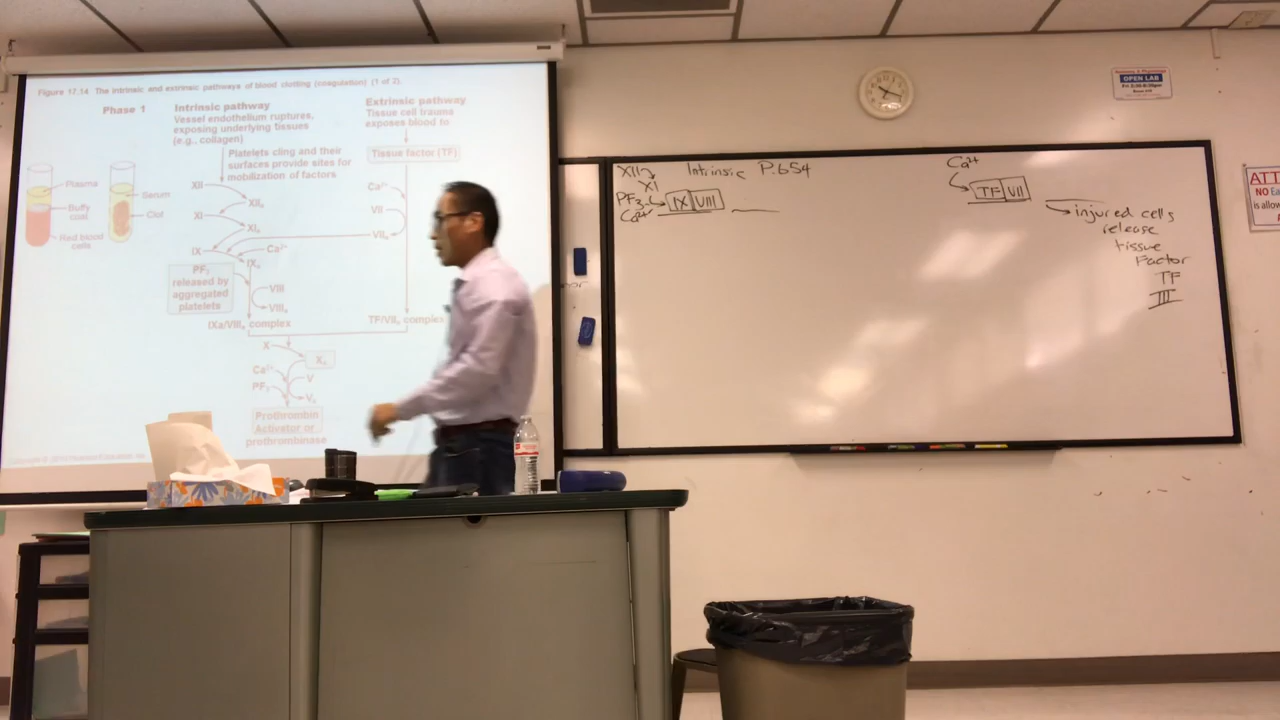 Figure 17.14 The intrinsic and extrinsic pathways of blood clotting (coagulation) (1 of 2).
Phase 1
Intrinsic pathway
Vessel endothelium ruptures,
exposing underlying tissues
(e.g., collagen)
Extrinsic pathway
Tissue cell trauma
exposes blood to
Platelets cling and their
surfaces provide sites for
mobilization of factors
Tissue factor (TF)
Plasma
Buffy
coat
Red blood
cells
Serum
Clot
XII
XIIa
XI
XIa
IX
Ca2+
IXa
Ca2+
VII
VIIa
PF3
released by
aggregated
platelets
VIII
VIIIa
IXa/VIIIa complex
TF/VIIa complex
X
Xa
Ca2+
PF3
V
Va
Prothrombin
Activator or
prothrombinase
XII
XI
PF3
Ca2+
IX VIII
Intrinsic P.654
Ca2+
TF VII
injured cells
release
tissue
Factor
TF
III
OPEN LAB
ATT
NO Ea
is allow